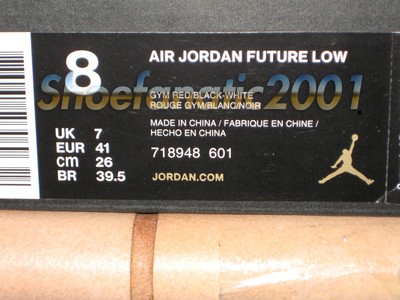 8
AIR JORDAN FUTURE LOW
GYM RED/BLACK-WHITE
Shoefanatic2001
ROUGE GYM/BLANC/NOIR
MADE IN CHINA / FABRIQUE EN CHINE /
HECHO EN CHINA
UK 7
EUR 41
CM 26
BR 39.5
718948 601
JORDAN.COM